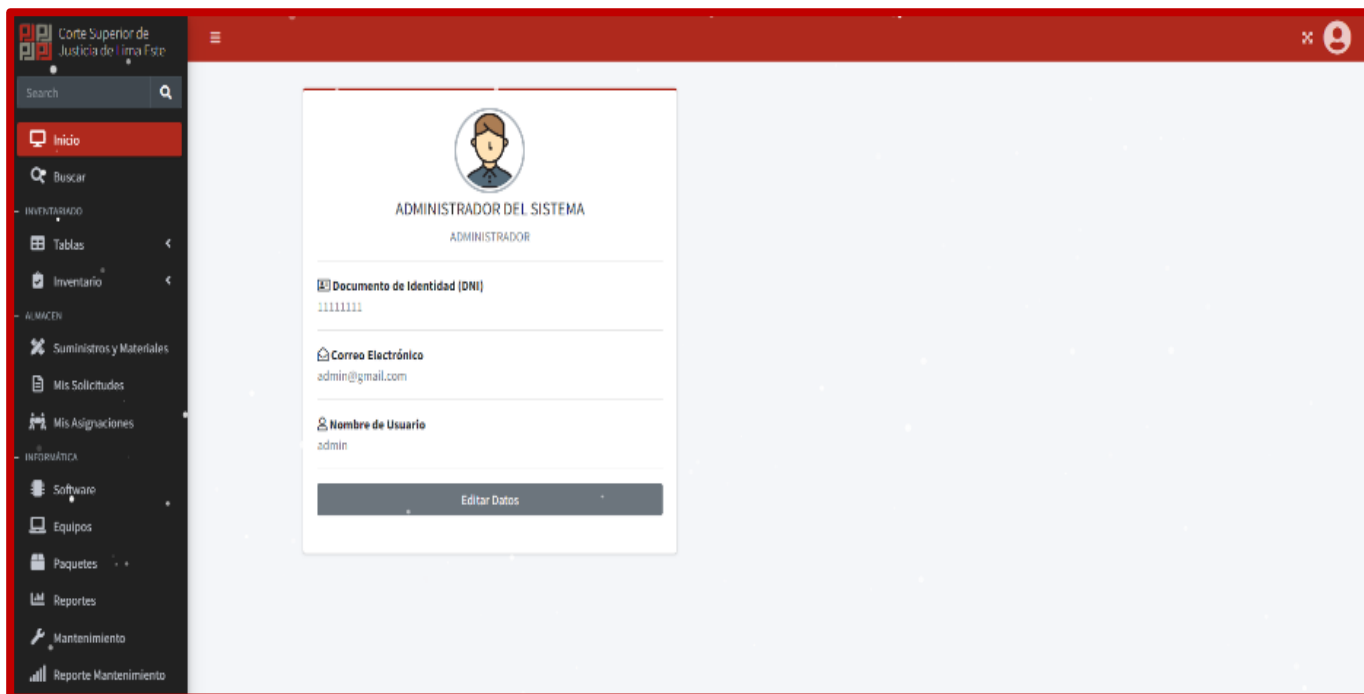 Corte Superior de
Justicia de Lima Este
Search
Inicio
Buscar
INVENTARIADO
Tablas
Inventario
ALMACEN
Suministros y Materiales
Mis Solicitudes
Mis Asignaciones
INFORMÁTICA
Software
Equipos
Paquetes
Reportes
Mantenimiento
Reporte Mantenimiento
ADMINISTRADOR DEL SISTEMA
ADMINISTRADOR
Documento de Identidad (DNI)
11111111
Correo Electrónico
admin@gmail.com
Nombre de Usuario
admin
Editar Datos